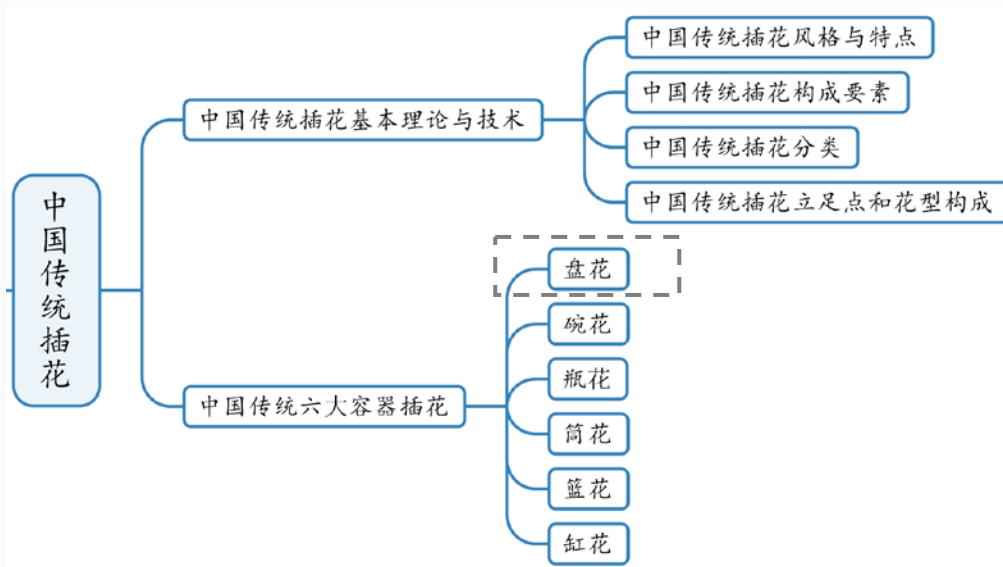 中国传统插花
中国传统插花基本理论与技术
中国传统插花风格与特点
中国传统插花构成要素
中国传统插花分类
中国传统插花立足点和花型构成
中国传统六大容器插花
盘花
碗花
瓶花
筒花
篮花
缸花